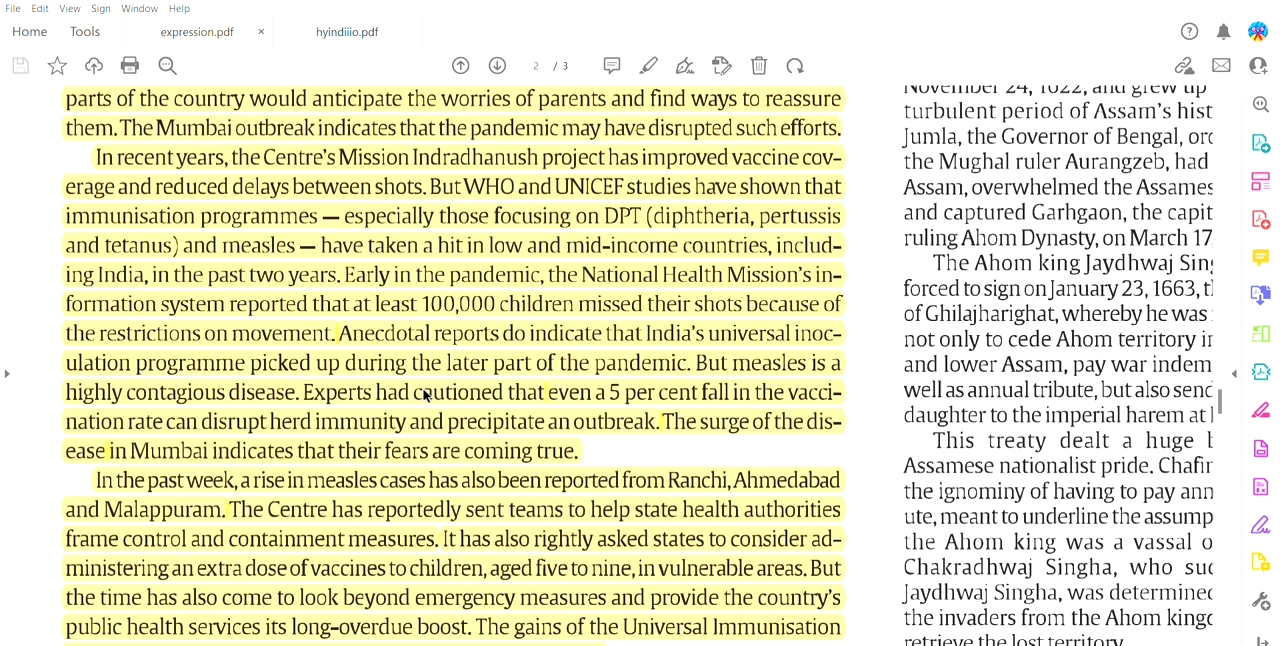 File Edit View Sign Window Help
Home Tools expression.pdf × hyindiiio.pdf
2 / 3
parts of the country would anticipate the worries of parents and find ways to reassure
them. The Mumbai outbreak indicates that the pandemic may have disrupted such efforts.
In recent years, the Centre's Mission Indradhanush project has improved vaccine cov-
erage and reduced delays between shots. But WHO and UNICEF studies have shown that
immunisation programmes — especially those focusing on DPT (diphtheria, pertussis
and tetanus) and measles — have taken a hit in low and mid-income countries, includ-
ing India, in the past two years. Early in the pandemic, the National Health Mission's in-
formation system reported that at least 100,000 children missed their shots because of
the restrictions on movement. Anecdotal reports do indicate that India's universal inoc-
ulation programme picked up during the later part of the pandemic. But measles is a
highly contagious disease. Experts had cautioned that even a 5 per cent fall in the vacci-
nation rate can disrupt herd immunity and precipitate an outbreak. The surge of the dis-
ease in Mumbai indicates that their fears are coming true.
In the past week, a rise in measles cases has also been reported from Ranchi, Ahmedabad
and Malappuram. The Centre has reportedly sent teams to help state health authorities
frame control and containment measures. It has also rightly asked states to consider ad-
ministering an extra dose of vaccines to children, aged five to nine, in vulnerable areas. But
the time has also come to look beyond emergency measures and provide the country's
public health services its long-overdue boost. The gains of the Universal Immunisation
November 24, 1622, and grew up
turbulent period of Assam's hist
Jumla, the Governor of Bengal, ord
the Mughal ruler Aurangzeb, had
Assam, overwhelmed the Assames
and captured Garhgaon, the capit
ruling Ahom Dynasty, on March 17,
The Ahom king Jaydhwaj Sing
forced to sign on January 23, 1663, th
of Ghilajharighat, whereby he was
not only to cede Ahom territory in
and lower Assam, pay war indem
well as annual tribute, but also send
daughter to the imperial harem at
This treaty dealt a huge b
Assamese nationalist pride. Chafin
the ignominy of having to pay ann
ute, meant to underline the assump
the Ahom king was a vassal o
Chakradhwaj Singha, who suc
Jaydhwaj Singha, was determined
the invaders from the Ahom kingd
retrieve the lost territory.